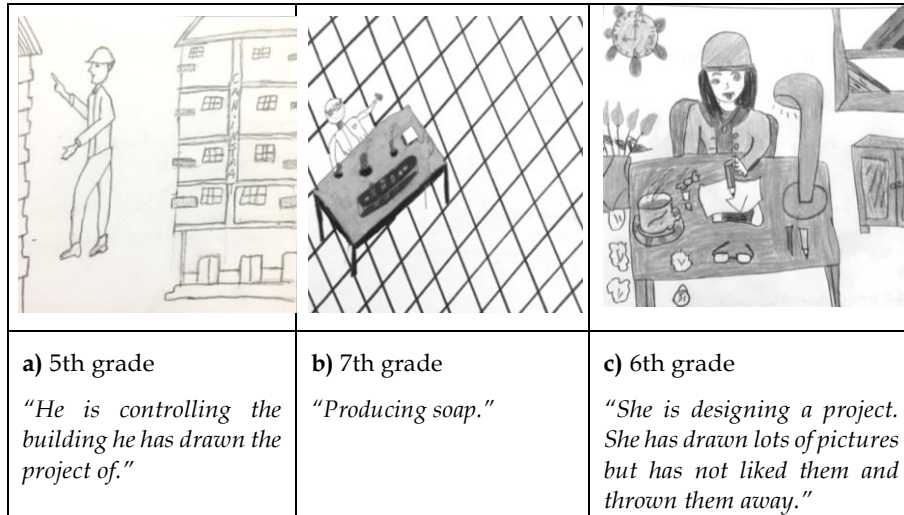 a) 5th grade
"He is controlling the
building he has drawn the
project of."
b) 7th grade
"Producing soap."
c) 6th grade
"She is designing a project.
She has drawn lots of pictures
but has not liked them and
thrown them away."